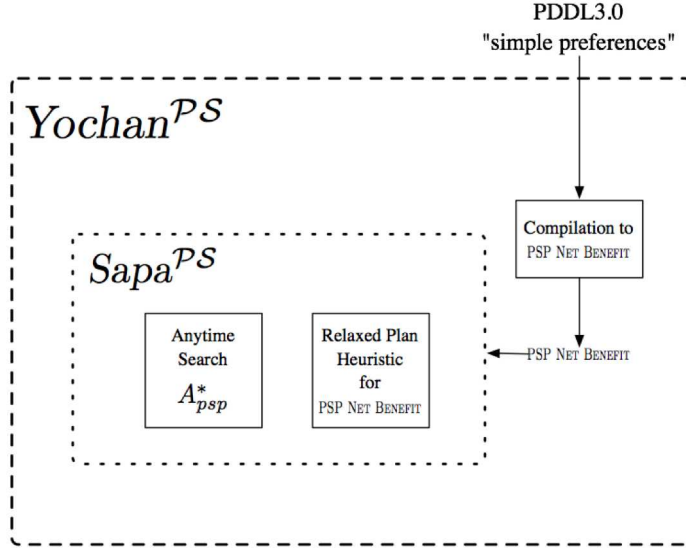 PDDL3.0
"simple preferences"
Yochan^{PS}
Compilation to
PSP NET BENEFIT
Sapa^{PS}
Anytime
Search
A^*_{psp}
Relaxed Plan
Heuristic
for
PSP NET BENEFIT
PSP NET BENEFIT